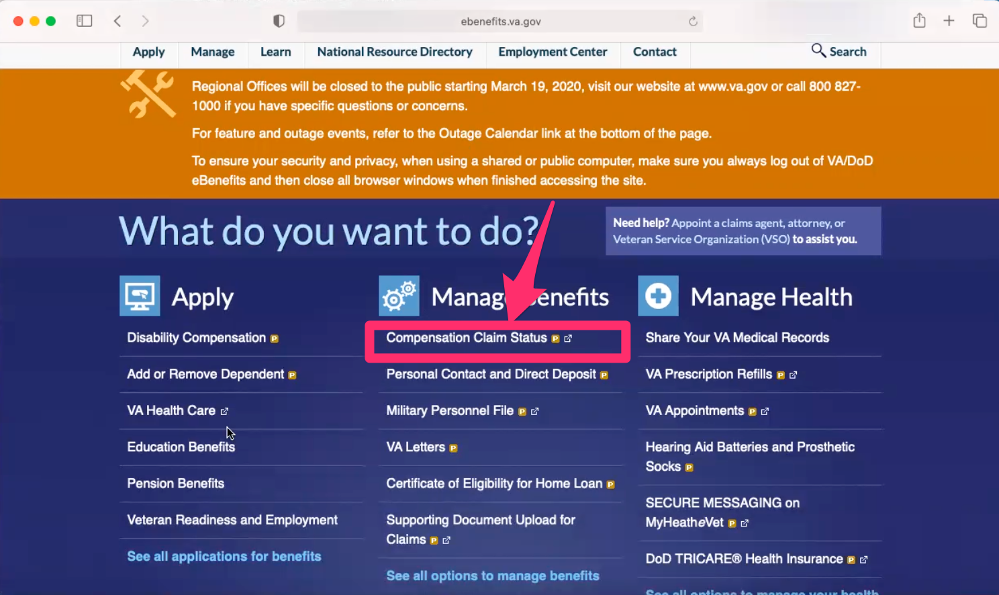 ebenefits.va.gov
Apply
Manage
Learn
National Resource Directory
Employment Center
Contact
Search
Regional Offices will be closed to the public starting March 19, 2020, visit our website at www.va.gov or call 800 827-
1000 if you have specific questions or concerns.
For feature and outage events, refer to the Outage Calendar link at the bottom of the page.
To ensure your security and privacy, when using a shared or public computer, make sure you always log out of VA/DoD
eBenefits and then close all browser windows when finished accessing the site.
What do you want to do?
Need help? Appoint a claims agent, attorney, or
Veteran Service Organization (VSO) to assist you.
Apply
Disability Compensation P
Add or Remove Dependent P
VA Health Care
Education Benefits
Pension Benefits
Veteran Readiness and Employment
See all applications for benefits
Manage enefits
Compensation Claim Status P
Personal Contact and Direct Deposit P
Military Personnel File P
VA Letters P
Certificate of Eligibility for Home Loan P
Supporting Document Upload for
Claims P
See all options to manage benefits
Manage Health
Share Your VA Medical Records
VA Prescription Refills P
VA Appointments P
Hearing Aid Batteries and Prosthetic
Socks P
SECURE MESSAGING on
MyHeatheVet P
DoD TRICARE® Health Insurance P
See all options to manage your health